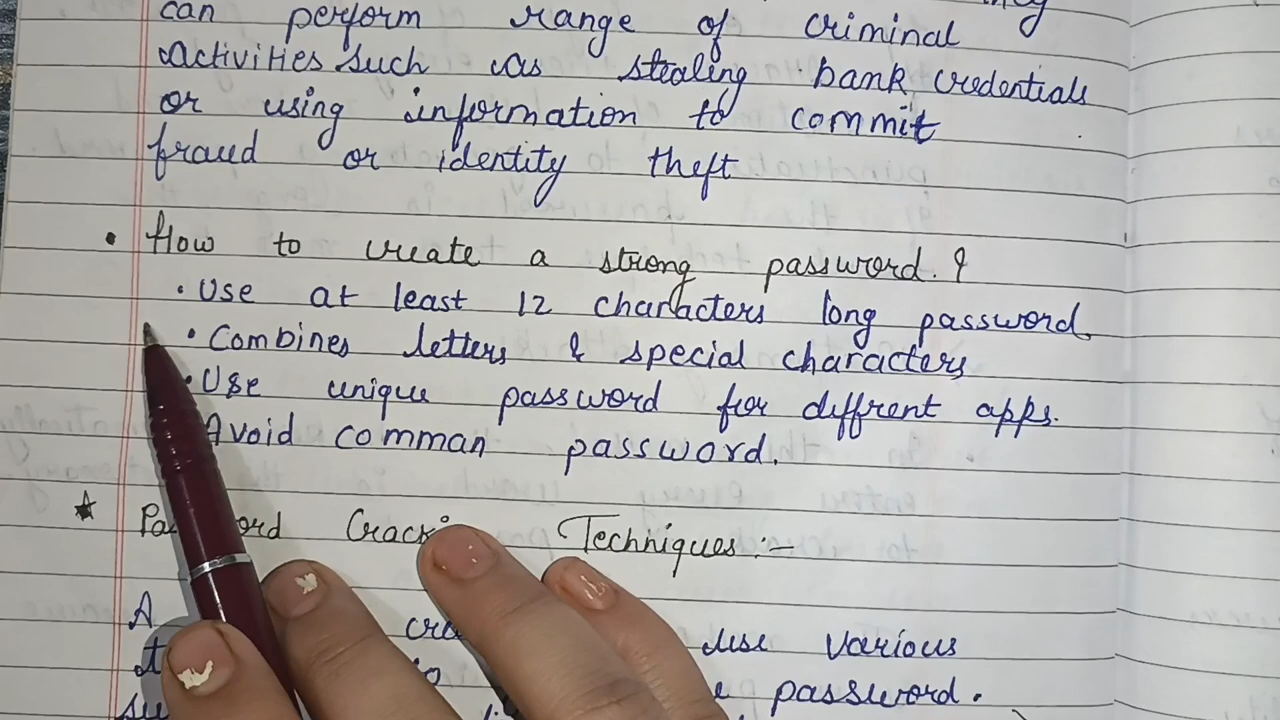 can perform range of criminal
activities such as stealing bank credentials
or using information to commit
fraud or identity theft
• How to create a strong password. ?
• Use at least 12 characters long password.
• Combines letters & special characters
• Use unique password for diffrent apps.
Avoid comman password.
★ Techniques :-
A use various
password.